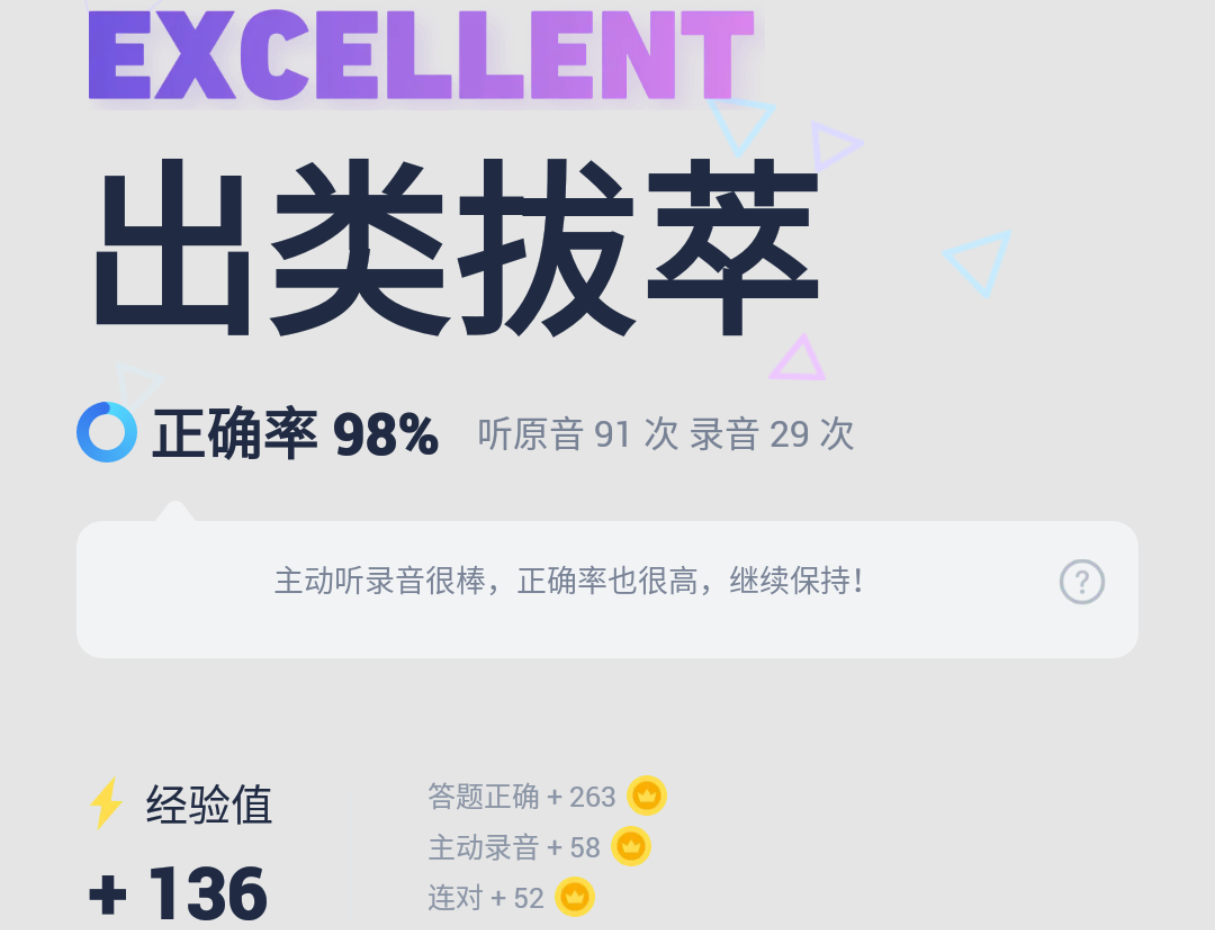 EXCELLENT
出类拔萃
正确率 98% 听原音 91 次 录音 29 次
主动听录音很棒，正确率也很高，继续保持！
?
经验值
+ 136
答题正确 + 263
主动录音 + 58
连对 + 52